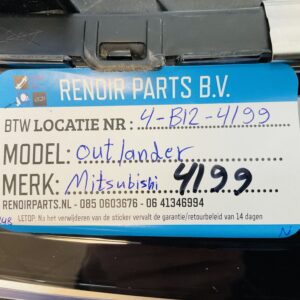 RENOIR PARTS B.V.
BTW LOCATIE NR: 4-B12-4199
MODEL: Outlander
MERK: Mitsubishi 4199
RENOIRPARTS.NL - 085 0603676 - 06 41346994
LETOP: Na het verwijderen van de sticker vervalt de garantie/retourbeleid van 14 dagen
N